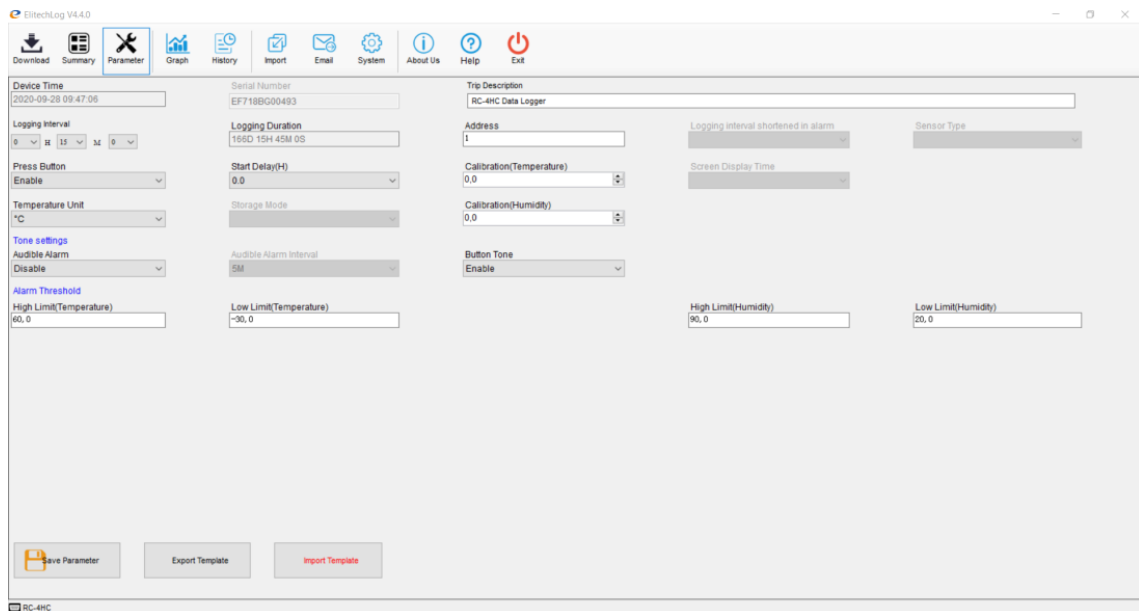 ElitechLog V4.4.0
Download Summary Parameter Graph History Import Email System About Us Help Exit
Device Time Serial Number Trip Description
2020-09-28 09:47:06 EF718BG00493 RC-4HC Data Logger
Logging Interval Logging Duration Address Logging interval shortened in alarm Sensor Type
0 H 15 M 0 166D 15H 45M 0S 1
Press Button Start Delay(H) Calibration(Temperature) Screen Display Time
Enable 0.0 0,0
Temperature Unit Storage Mode Calibration(Humidity)
°C 0,0
Tone settings
Audible Alarm Audible Alarm Interval Button Tone
Disable 5M Enable
Alarm Threshold
High Limit(Temperature) Low Limit(Temperature) High Limit(Humidity) Low Limit(Humidity)
60, 0 -30, 0 90, 0 20, 0
Save Parameter Export Template Import Template
RC-4HC